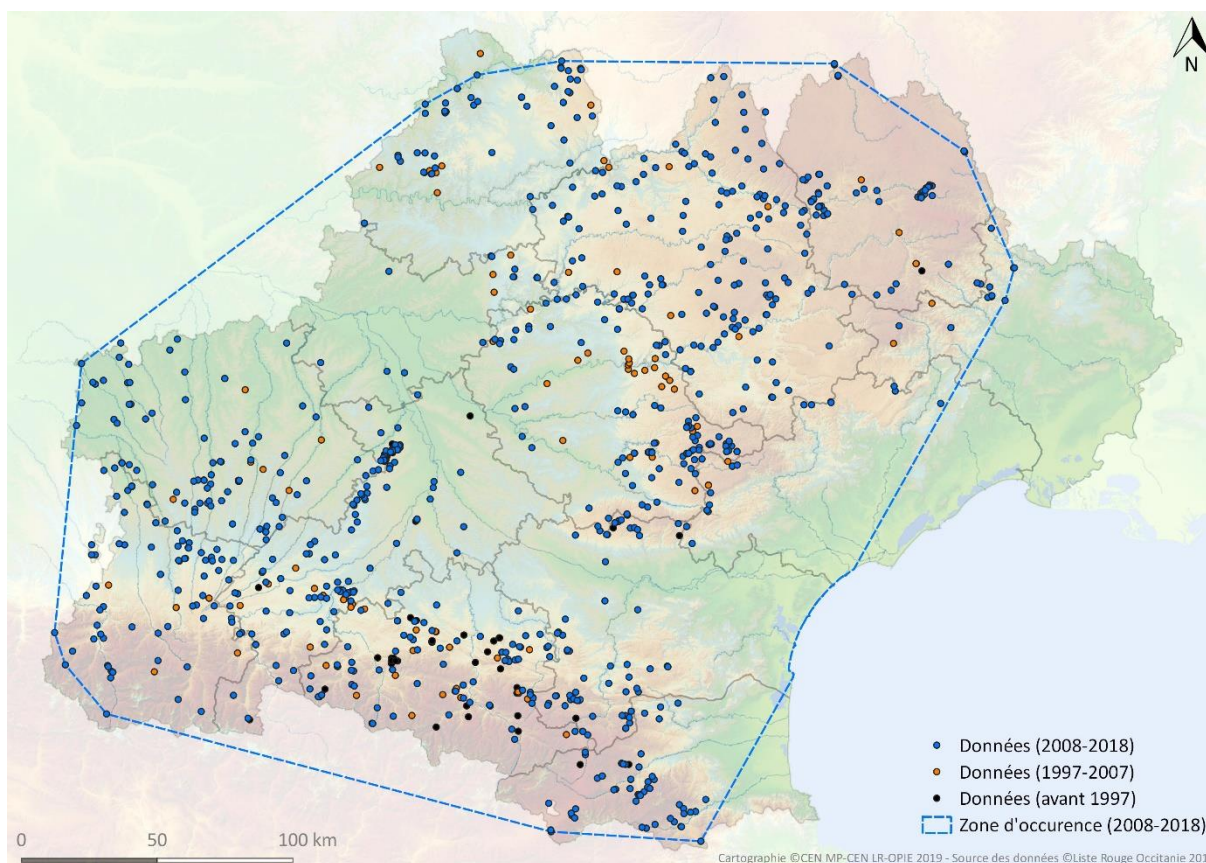 N
Données (2008-2018)
Données (1997-2007)
Données (avant 1997)
Zone d'occurence (2008-2018)
0 50 100 km
Cartographie ©CEN MP-CEN LR-OPIE 2019 - Source des données ©Liste Rouge Occitanie 201